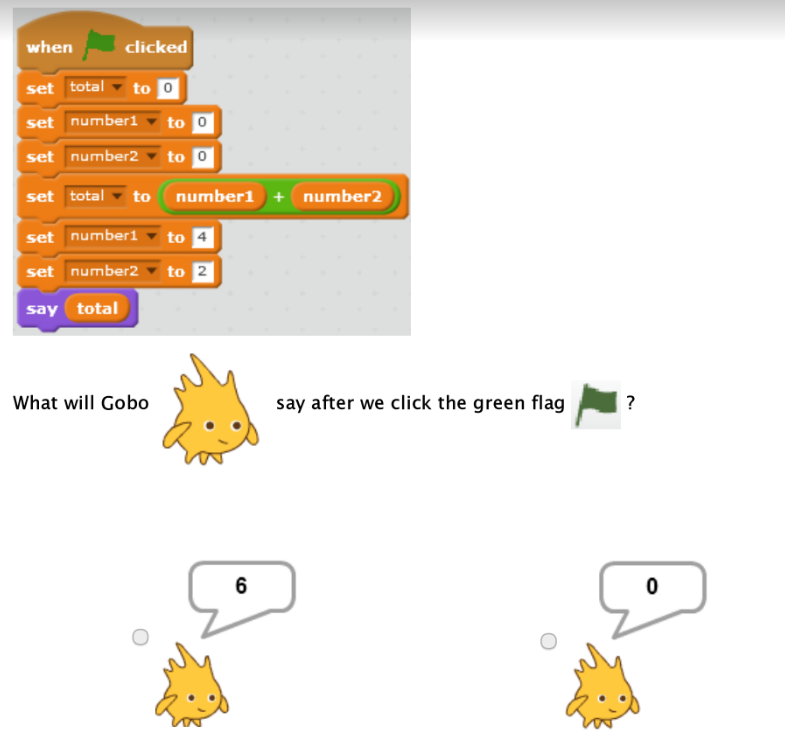 when clicked
set total to 0
set number1 to 0
set number2 to 0
set total to number1 + number2
set number1 to 4
set number2 to 2
say total
What will Gobo say after we click the green flag ?
6 0